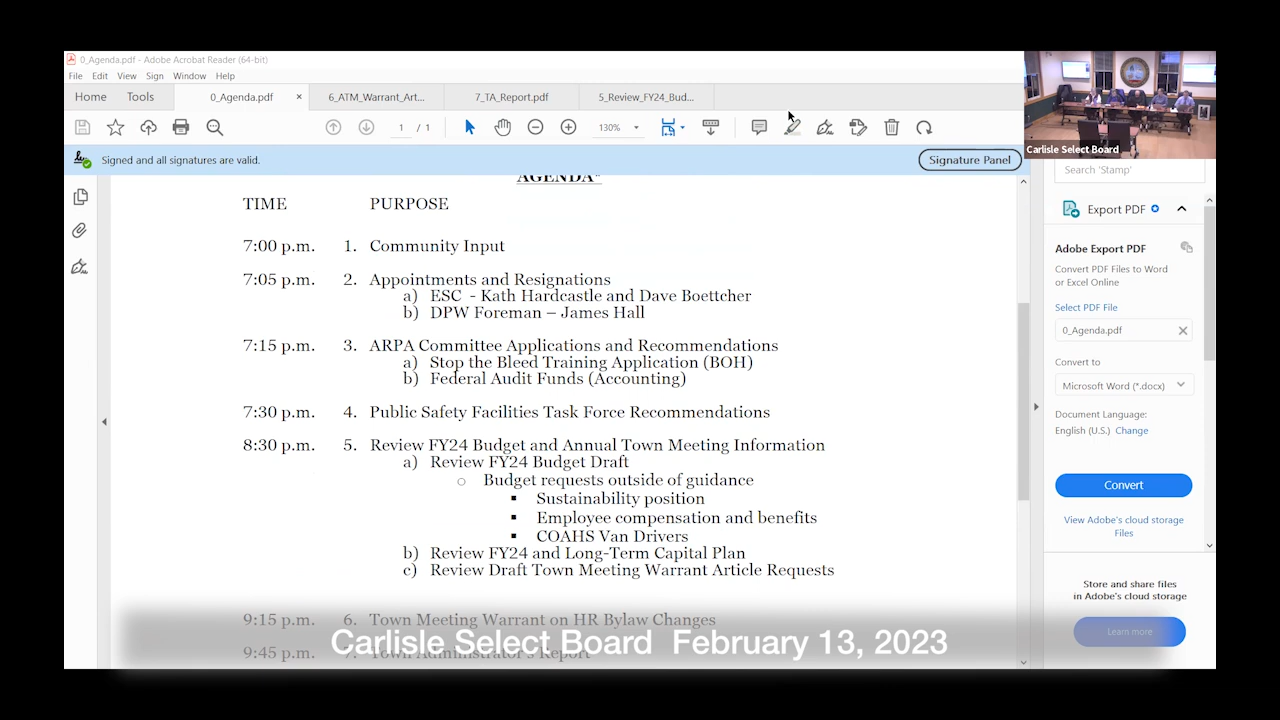 0_Agenda.pdf - Adobe Acrobat Reader (64-bit)
File Edit View Sign Window Help
Home Tools 0_Agenda.pdf × 6_ATM_Warrant_Art... 7_TA_Report.pdf 5_Review_FY24_Bud...
1 / 1 130%
Carlisle Select Board
Signed and all signatures are valid. Signature Panel
Search 'Stamp'
AGENDA*
TIME PURPOSE
7:00 p.m. 1. Community Input
7:05 p.m. 2. Appointments and Resignations
a) ESC - Kath Hardcastle and Dave Boettcher
b) DPW Foreman – James Hall
7:15 p.m. 3. ARPA Committee Applications and Recommendations
a) Stop the Bleed Training Application (BOH)
b) Federal Audit Funds (Accounting)
7:30 p.m. 4. Public Safety Facilities Task Force Recommendations
8:30 p.m. 5. Review FY24 Budget and Annual Town Meeting Information
a) Review FY24 Budget Draft
○ Budget requests outside of guidance
▪ Sustainability position
▪ Employee compensation and benefits
▪ COAHS Van Drivers
b) Review FY24 and Long-Term Capital Plan
c) Review Draft Town Meeting Warrant Article Requests
9:15 p.m. 6. Town Meeting Warrant on HR Bylaw Changes
9:45 p.m. 7. Town Administrator's Report
Export PDF
Adobe Export PDF
Convert PDF Files to Word
or Excel Online
Select PDF File
0_Agenda.pdf
Convert to
Microsoft Word (*.docx)
Document Language:
English (U.S.) Change
Convert
View Adobe's cloud storage
Files
Store and share files
in Adobe's cloud storage
Learn more
Carlisle Select Board February 13, 2023